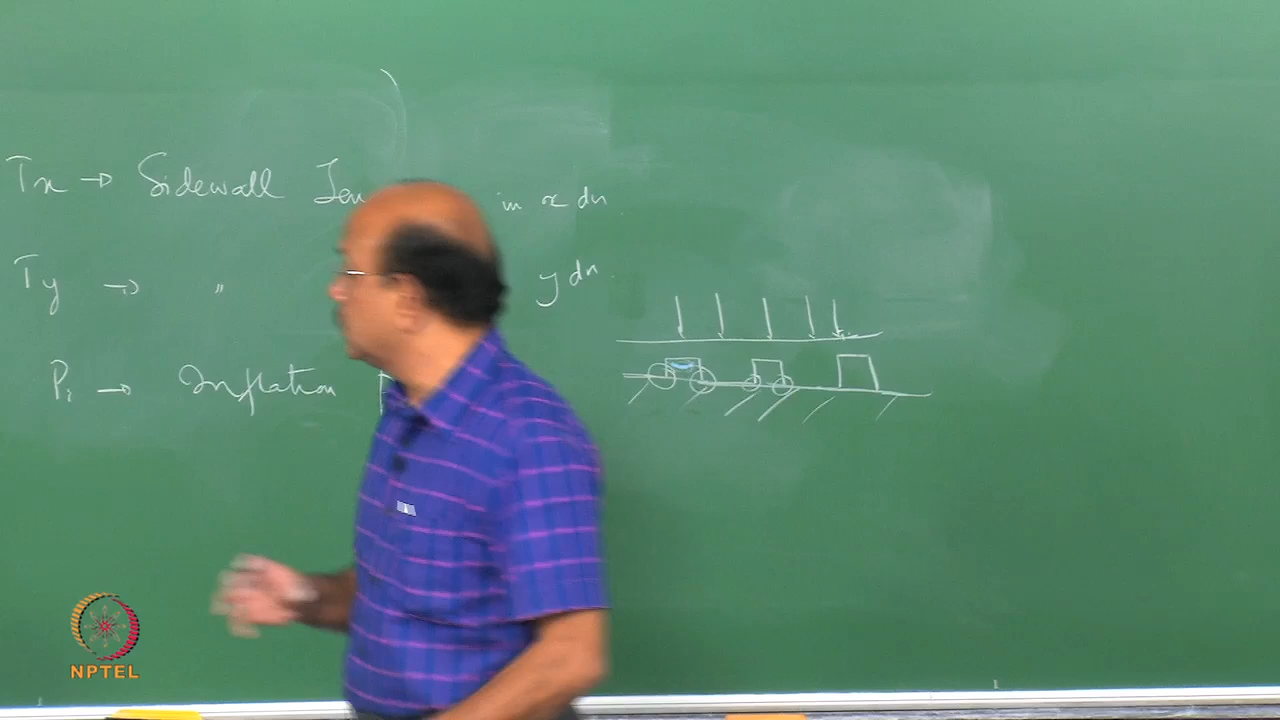 Tx → Sidewall Ten in x dn
Ty → " y dn.
Pi → Inflation P
NPTEL